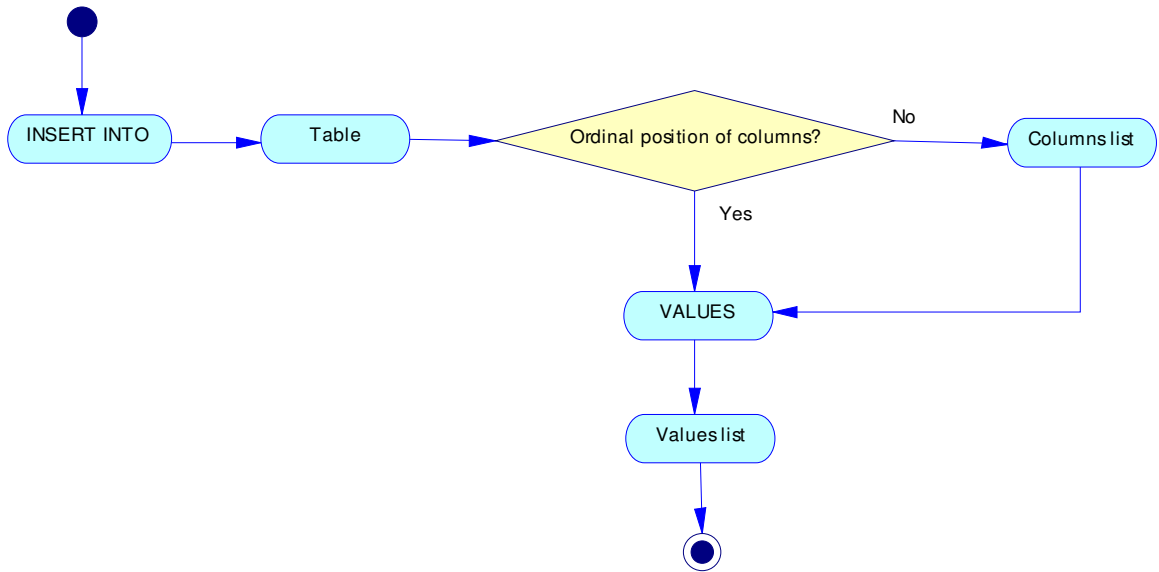 INSERT INTO
Table
Ordinal position of columns?
No
Columns list
Yes
VALUES
Values list